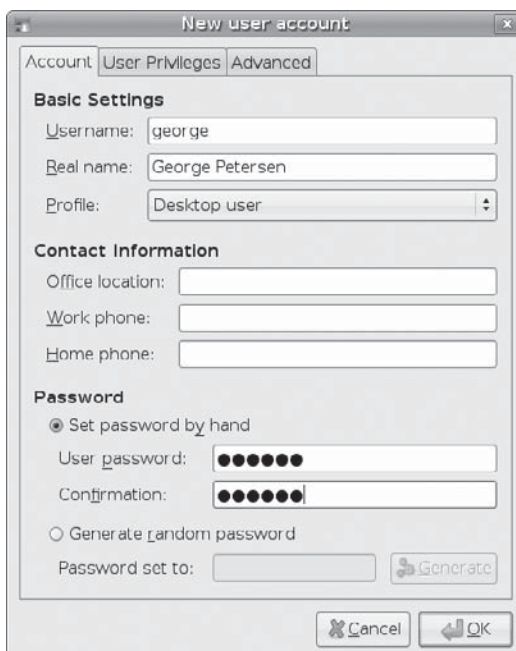 New user account
Account User Privileges Advanced
Basic Settings
Username: george
Real name: George Petersen
Profile: Desktop user
Contact Information
Office location:
Work phone:
Home phone:
Password
Set password by hand
User password: ●●●●●●
Confirmation: ●●●●●●
Generate random password
Password set to: Generate
Cancel OK